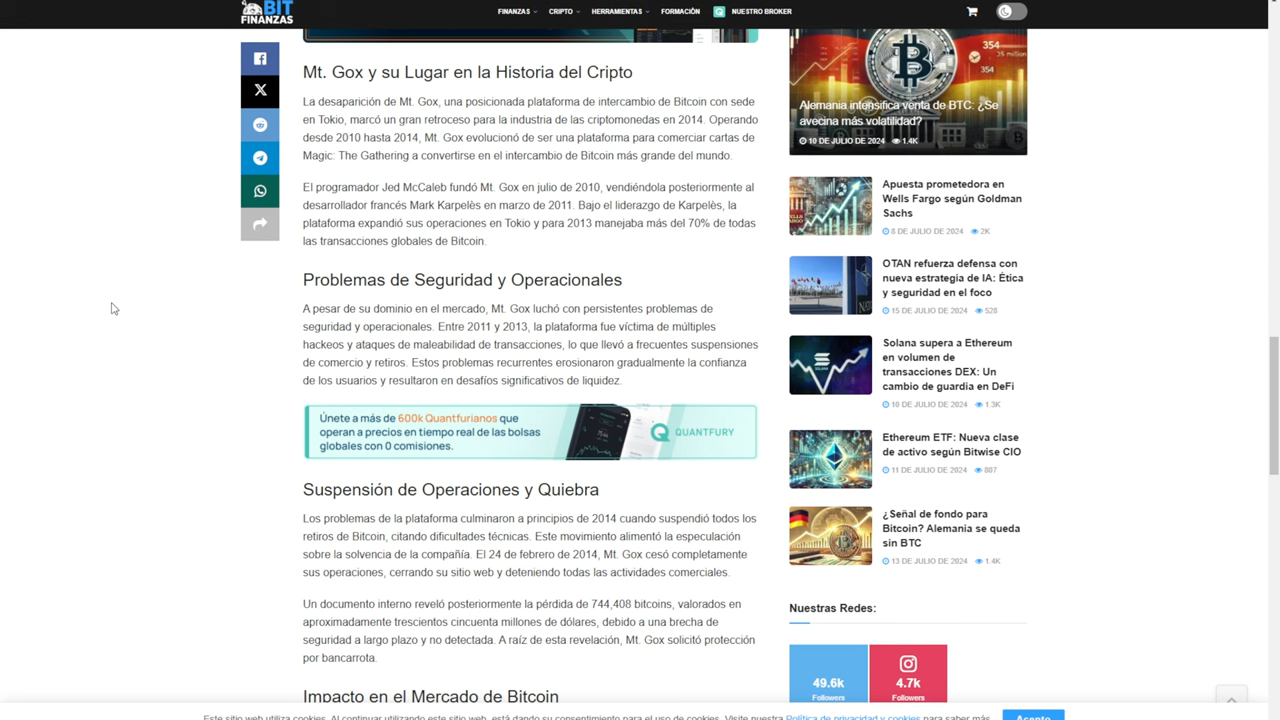 BIT
FINANZAS
FINANZAS
CRIPTO
HERRAMIENTAS
FORMACIÓN
NUESTRO BROKER
Mt. Gox y su Lugar en la Historia del Cripto
La desaparición de Mt. Gox, una posicionada plataforma de intercambio de Bitcoin con sede
en Tokio, marcó un gran retroceso para la industria de las criptomonedas en 2014. Operando
desde 2010 hasta 2014, Mt. Gox evolucionó de ser una plataforma para comerciar cartas de
Magic: The Gathering a convertirse en el intercambio de Bitcoin más grande del mundo.
El programador Jed McCaleb fundó Mt. Gox en julio de 2010, vendiéndola posteriormente al
desarrollador francés Mark Karpelès en marzo de 2011. Bajo el liderazgo de Karpelès, la
plataforma expandió sus operaciones en Tokio y para 2013 manejaba más del 70% de todas
las transacciones globales de Bitcoin.
Problemas de Seguridad y Operacionales
A pesar de su dominio en el mercado, Mt. Gox luchó con persistentes problemas de
seguridad y operacionales. Entre 2011 y 2013, la plataforma fue víctima de múltiples
hackeos y ataques de maleabilidad de transacciones, lo que llevó a frecuentes suspensiones
de comercio y retiros. Estos problemas recurrentes erosionaron gradualmente la confianza
de los usuarios y resultaron en desafíos significativos de liquidez.
Únete a más de 600k Quantfurianos que
operan a precios en tiempo real de las bolsas
globales con 0 comisiones.
QUANTFURY
Suspensión de Operaciones y Quiebra
Los problemas de la plataforma culminaron a principios de 2014 cuando suspendió todos los
retiros de Bitcoin, citando dificultades técnicas. Este movimiento alimentó la especulación
sobre la solvencia de la compañía. El 24 de febrero de 2014, Mt. Gox cesó completamente
sus operaciones, cerrando su sitio web y deteniendo todas las actividades comerciales.
Un documento interno reveló posteriormente la pérdida de 744,408 bitcoins, valorados en
aproximadamente trescientos cincuenta millones de dólares, debido a una brecha de
seguridad a largo plazo y no detectada. A raíz de esta revelación, Mt. Gox solicitó protección
por bancarrota.
Impacto en el Mercado de Bitcoin
354
25 million
354
Alemania intensifica venta de BTC: ¿Se
avecina más volatilidad?
10 DE JULIO DE 2024 1.4K
Apuesta prometedora en
Wells Fargo según Goldman
Sachs
8 DE JULIO DE 2024 2K
OTAN refuerza defensa con
nueva estrategia de IA: Ética
y seguridad en el foco
15 DE JULIO DE 2024 528
Solana supera a Ethereum
en volumen de
transacciones DEX: Un
cambio de guardia en DeFi
10 DE JULIO DE 2024 1.3K
Ethereum ETF: Nueva clase
de activo según Bitwise CIO
11 DE JULIO DE 2024 807
¿Señal de fondo para
Bitcoin? Alemania se queda
sin BTC
13 DE JULIO DE 2024 1.4K
Nuestras Redes:
49.6k
Followers
4.7k
Followers
Este sitio web utiliza cookies. Al continuar utilizando este sitio web, está dando su consentimiento para el uso de cookies. Visite nuestra Política de privacidad y cookies para saber más.
Acepto